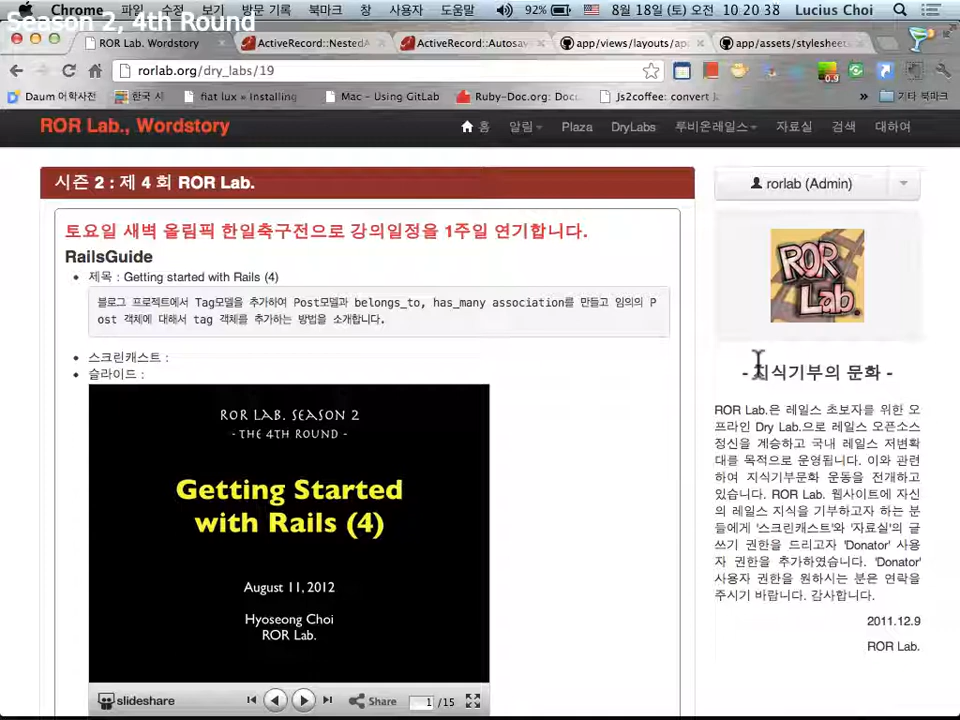 Chrome 파일 수정 보기 방문 기록 북마크 창 사용자 도움말 92% 8월 18일 (토) 오전 10:20:38 Lucius Choi
Season 2, 4th Round
ROR Lab. Wordstory ActiveRecord::NestedA ActiveRecord::Autosav app/views/layouts/ap app/assets/stylesheets
rorlab.org/dry_labs/19
Daum 어학사전 한국 시 fiat lux » Installing Mac - Using GitLab Ruby-Doc.org: Doc Js2coffee: convert J » 기타 북마크
ROR Lab., Wordstory 홈 알림 Plaza DryLabs 루비온레일스 자료실 검색 대하여
시즌 2 : 제 4 회 ROR Lab.
rorlab (Admin)
토요일 새벽 올림픽 한일축구전으로 강의일정을 1주일 연기합니다.
RailsGuide
제목 : Getting started with Rails (4)
블로그 프로젝트에서 Tag모델을 추가하여 Post모델과 belongs_to, has_many association를 만들고 임의의 P
ost 객체에 대해서 tag 객체를 추가하는 방법을 소개합니다.
스크린캐스트 :
슬라이드 :
ROR LAB. SEASON 2
- THE 4TH ROUND -
Getting Started
with Rails (4)
August 11, 2012
Hyoseong Choi
ROR Lab.
slideshare Share 1 /15
ROR
Lab.
- 지식기부의 문화 -
ROR Lab.은 레일스 초보자를 위한 오
프라인 Dry Lab.으로 레일스 오픈소스
정신을 계승하고 국내 레일스 저변확
대를 목적으로 운영됩니다. 이와 관련
하여 지식기부문화 운동을 전개하고
있습니다. ROR Lab. 웹사이트에 자신
의 레일스 지식을 기부하고자 하는 분
들에게 '스크린캐스트'와 '자료실'의 글
쓰기 권한을 드리고자 'Donator' 사용
자 권한을 추가하였습니다. 'Donator'
사용자 권한을 원하시는 분은 연락을
주시기 바랍니다. 감사합니다.
2011.12.9
ROR Lab.